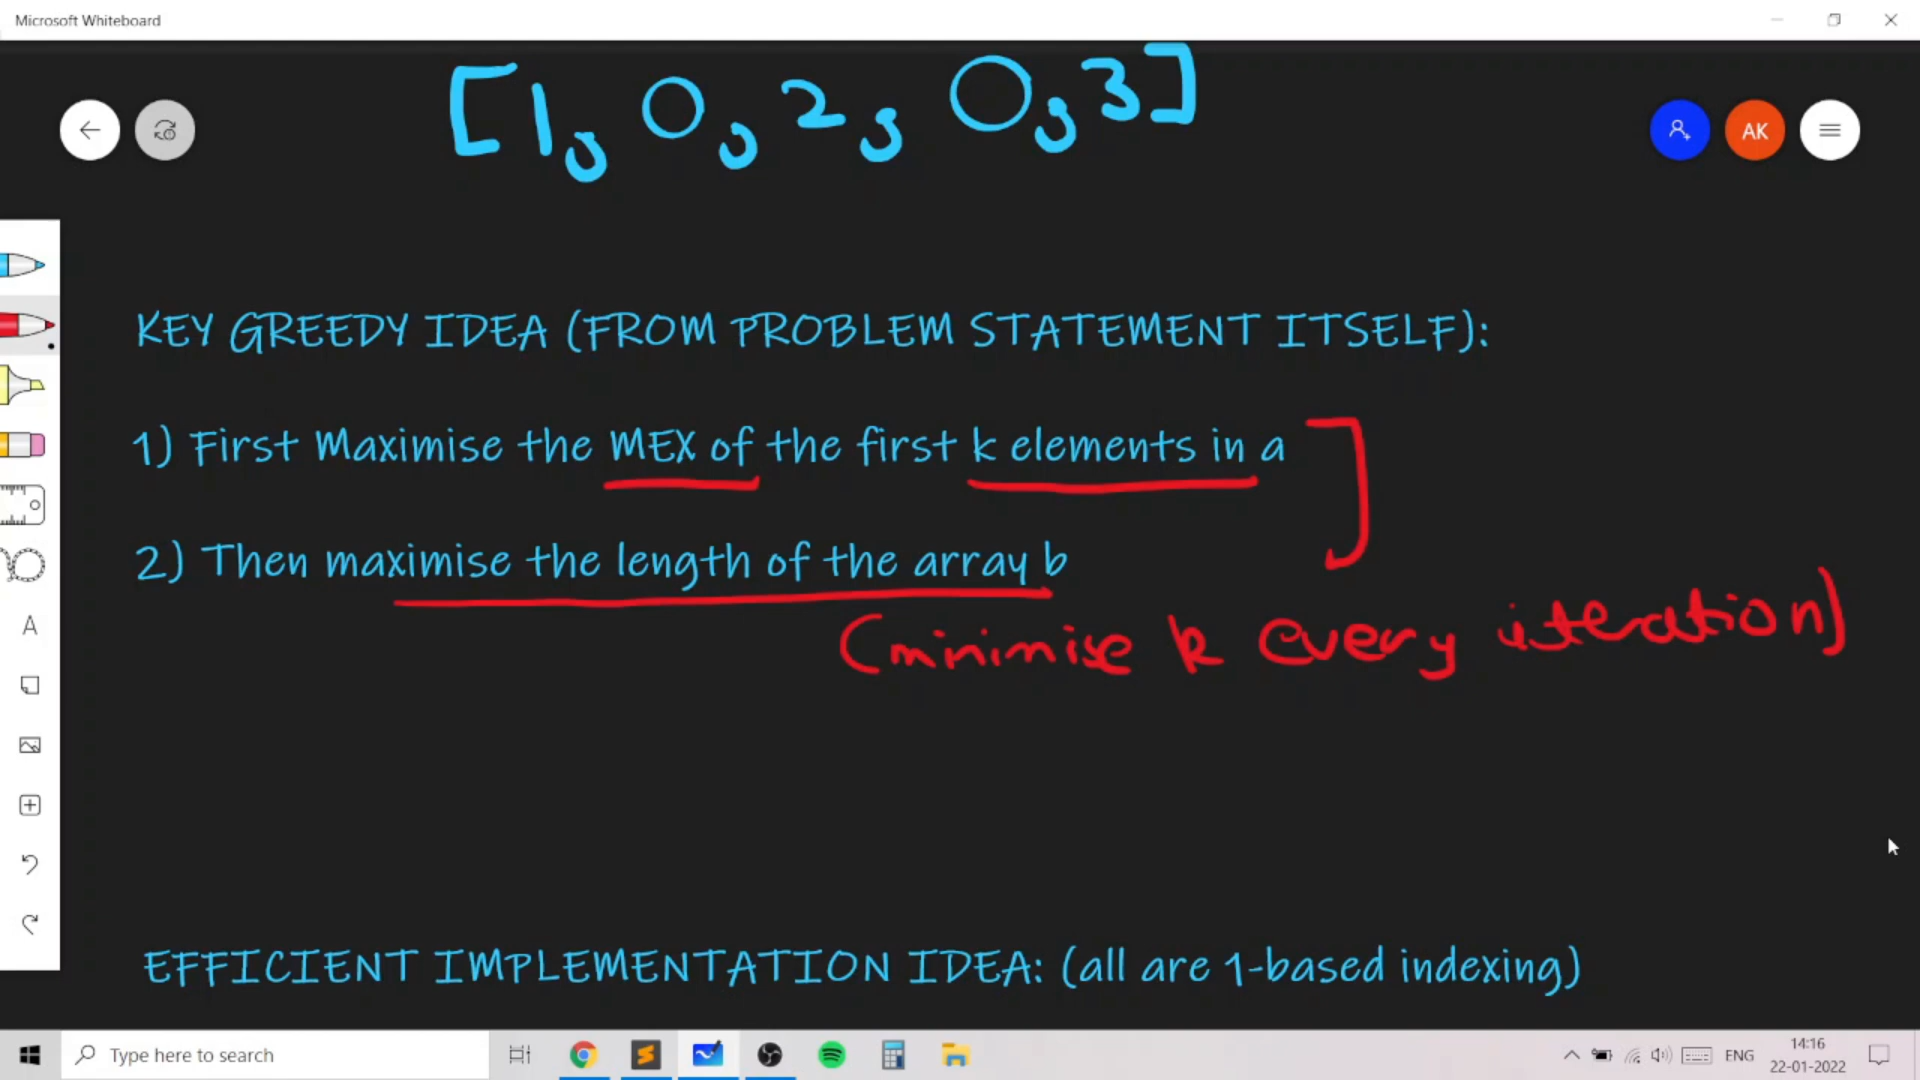 Microsoft Whiteboard
[1, 0, 2, 0, 3]
AK
KEY GREEDY IDEA (FROM PROBLEM STATEMENT ITSELF):
1) First Maximise the MEX of the first k elements in a
2) Then maximise the length of the array b
(minimise k every iteration)
A
EFFICIENT IMPLEMENTATION IDEA: (all are 1-based indexing)
Type here to search
ENG
14:16
22-01-2022